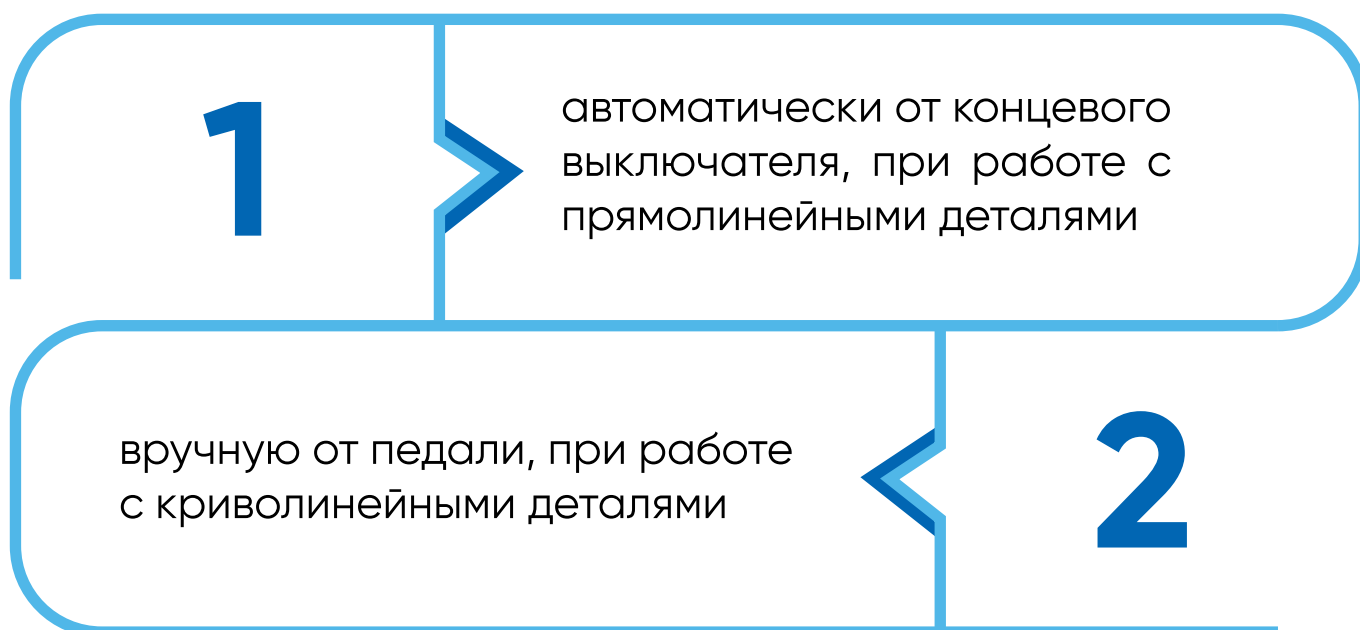 1
автоматически от концевого
выключателя, при работе с
прямолинейными деталями
вручную от педали, при работе
с криволинейными деталями
2